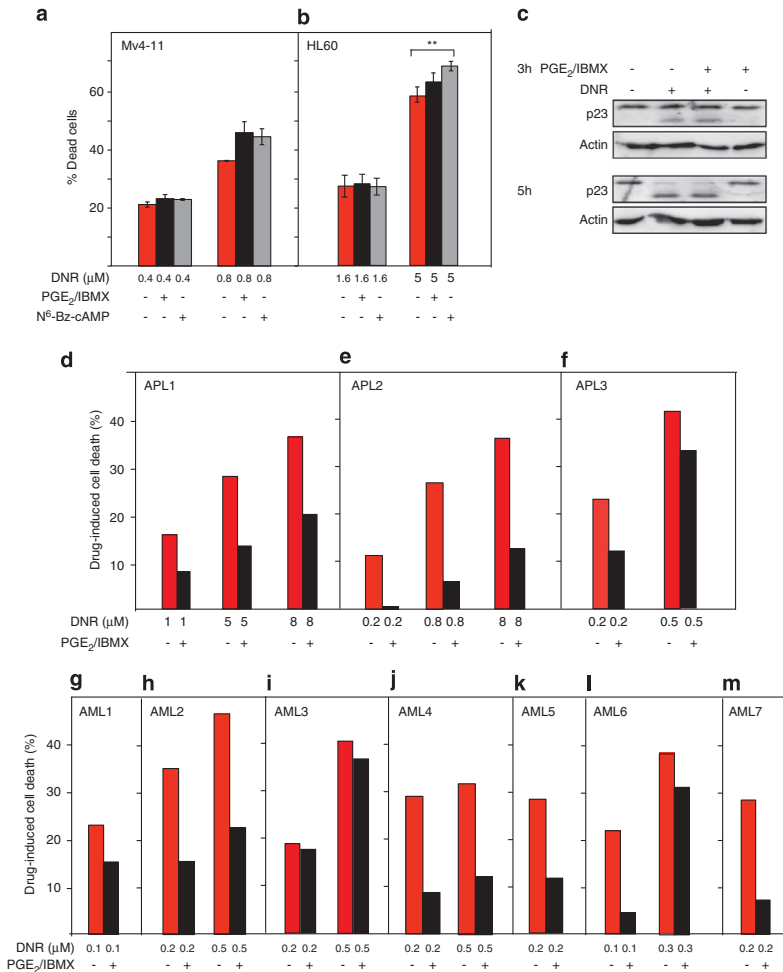 a b c
Mv4-11 HL60
**
% Dead cells
60
40
20
DNR (μM) 0.4 0.4 0.4 0.8 0.8 0.8 1.6 1.6 1.6 5 5 5
PGE2/IBMX - + - - + - - + - - + -
N6-Bz-cAMP - - + - - + - - + - - +
3h PGE2/IBMX - - + +
DNR - + + -
p23
Actin
5h p23
Actin
d e f
APL1 APL2 APL3
Drug-induced cell death (%)
40
30
20
10
DNR (μM) 1 1 5 5 8 8 0.2 0.2 0.8 0.8 8 8 0.2 0.2 0.5 0.5
PGE2/IBMX - + - + - + - + - + - + - + - +
g h i j k l m
AML1 AML2 AML3 AML4 AML5 AML6 AML7
Drug-induced cell death (%)
40
30
20
10
DNR (μM) 0.1 0.1 0.2 0.2 0.5 0.5 0.2 0.2 0.5 0.5 0.2 0.2 0.5 0.5 0.2 0.2 0.1 0.1 0.3 0.3 0.2 0.2
PGE2/IBMX - + - + - + - + - + - + - + - + - + - + - +